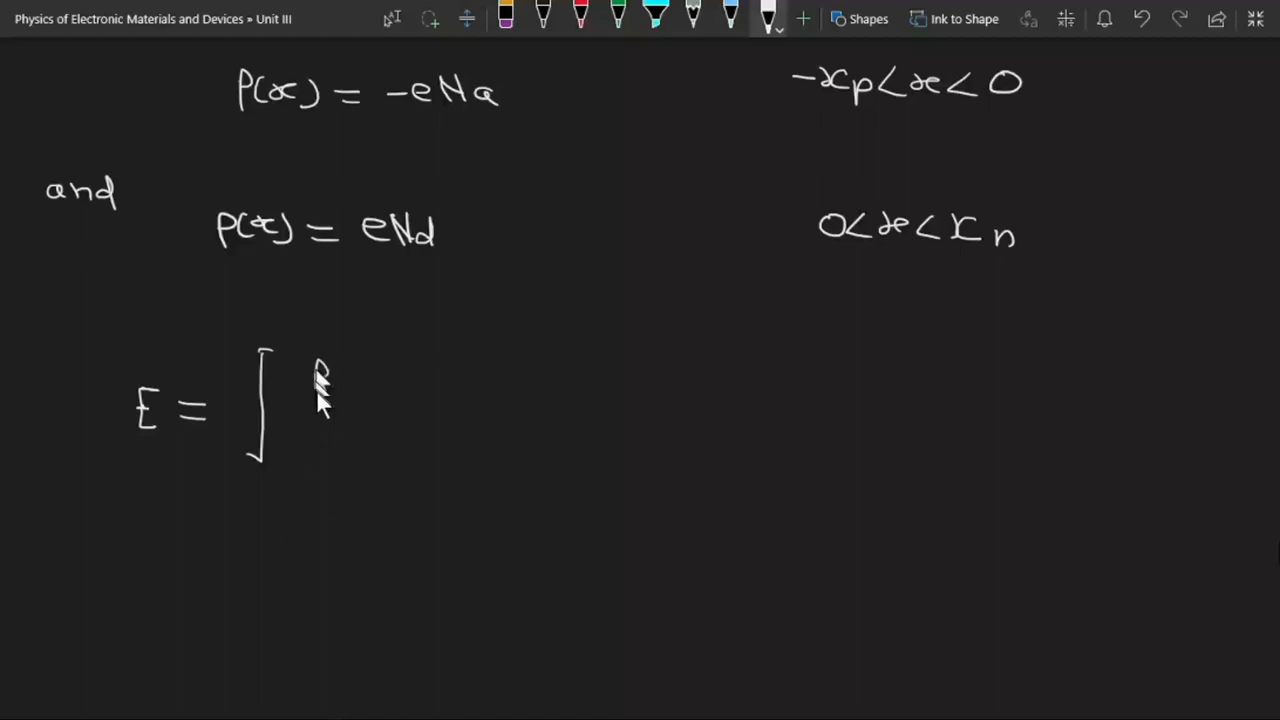 Physics of Electronic Materials and Devices » Unit III
Shapes
Ink to Shape
ρ(x) = -eNa -xp<x<0
and
ρ(x) = eNd 0<x<xn
E = ∫ ρ